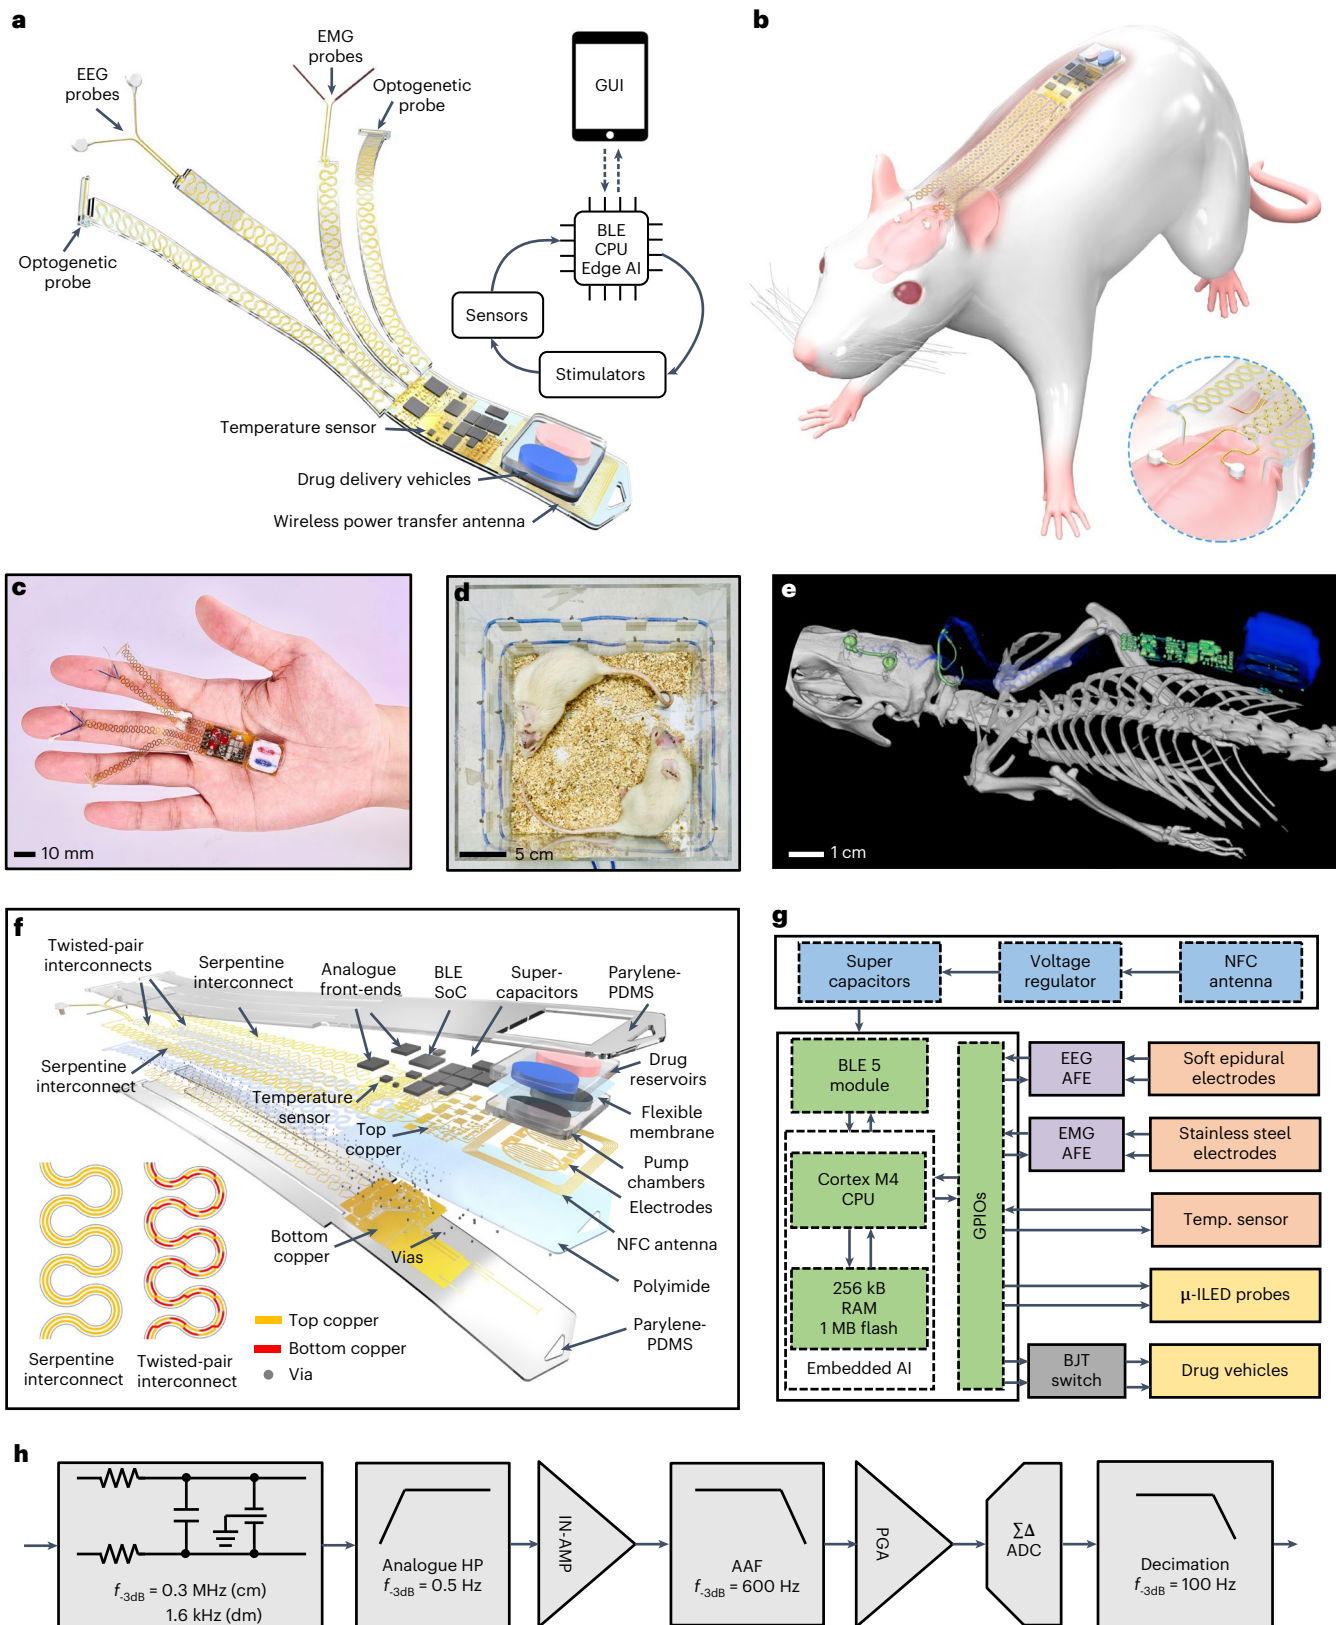 a
EMG
probes
EEG
probes
Optogenetic
probe
GUI
BLE
CPU
Edge AI
Optogenetic
probe
Sensors
Stimulators
Temperature sensor
Drug delivery vehicles
Wireless power transfer antenna
b
c
10 mm
d
5 cm
e
1 cm
f
Twisted-pair
interconnects
Serpentine
interconnect
Analogue
front-ends
BLE
SoC
Super-
capacitors
Parylene-
PDMS
Serpentine
interconnect
Temperature
sensor
Top
copper
Drug
reservoirs
Flexible
membrane
Pump
chambers
Electrodes
NFC antenna
Bottom
copper
Vias
Polyimide
Parylene-
PDMS
Top copper
Bottom copper
Via
Serpentine
interconnect
Twisted-pair
interconnect
g
Super
capacitors
Voltage
regulator
NFC
antenna
BLE 5
module
GPIOs
EEG
AFE
Soft epidural
electrodes
EMG
AFE
Stainless steel
electrodes
Cortex M4
CPU
Temp. sensor
256 kB
RAM
1 MB flash
µ-ILED probes
Embedded AI
BJT
switch
Drug vehicles
h
f-3dB = 0.3 MHz (cm)
1.6 kHz (dm)
Analogue HP
f-3dB = 0.5 Hz
IN-AMP
AAF
f-3dB = 600 Hz
PGA
ΣΔ
ADC
Decimation
f-3dB = 100 Hz